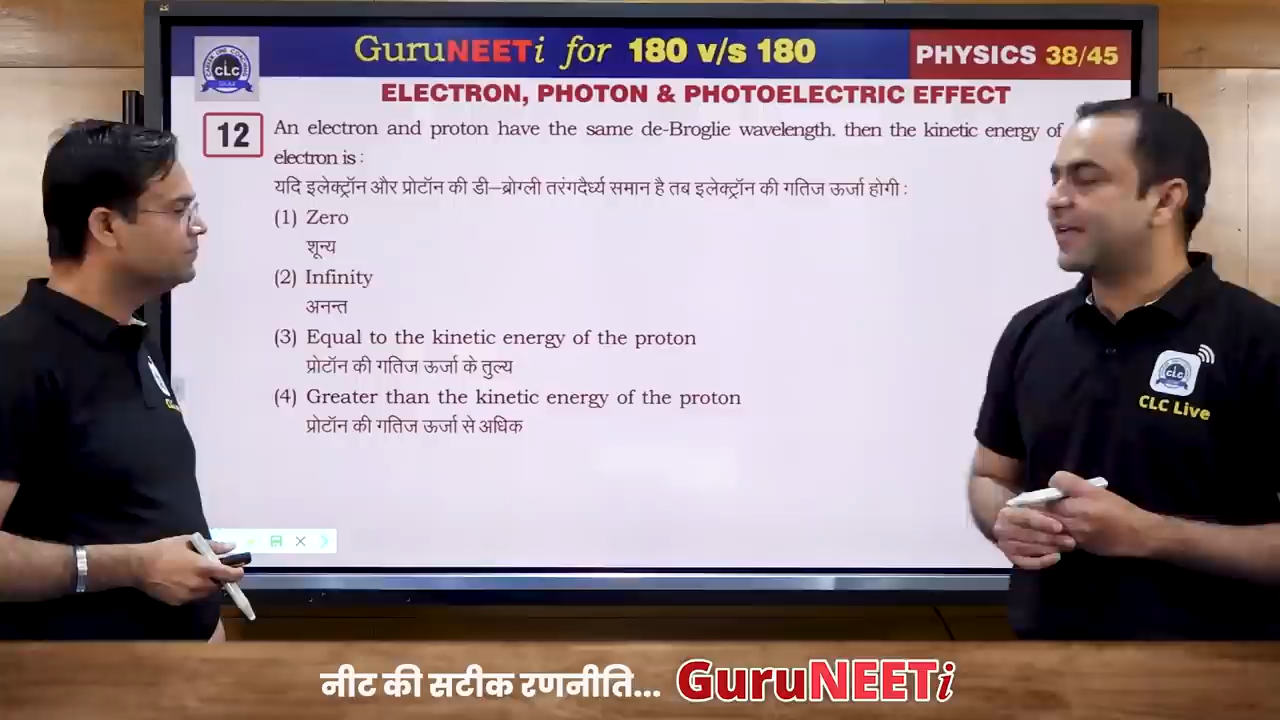 GuruNEETi for 180 v/s 180
PHYSICS 38/45
CLC
ELECTRON, PHOTON & PHOTOELECTRIC EFFECT
12
An electron and proton have the same de-Broglie wavelength. then the kinetic energy of
electron is :
यदि इलेक्ट्रॉन और प्रोटॉन की डी–ब्रोग्ली तरंगदैर्ध्य समान है तब इलेक्ट्रॉन की गतिज ऊर्जा होगी :
(1) Zero
शून्य
(2) Infinity
अनन्त
(3) Equal to the kinetic energy of the proton
प्रोटॉन की गतिज ऊर्जा के तुल्य
(4) Greater than the kinetic energy of the proton
प्रोटॉन की गतिज ऊर्जा से अधिक
CLC
CLC Live
नीट की सटीक रणनीति... GuruNEETi